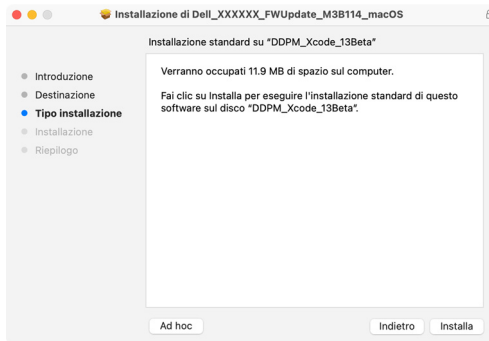 Installazione di Dell_XXXXXX_FWUpdate_M3B114_macOS
Installazione standard su "DDPM_Xcode_13Beta"
Introduzione
Destinazione
Tipo installazione
Installazione
Riepilogo
Verranno occupati 11.9 MB di spazio sul computer.
Fai clic su Installa per eseguire l'installazione standard di questo
software sul disco "DDPM_Xcode_13Beta".
Ad hoc
Indietro
Installa